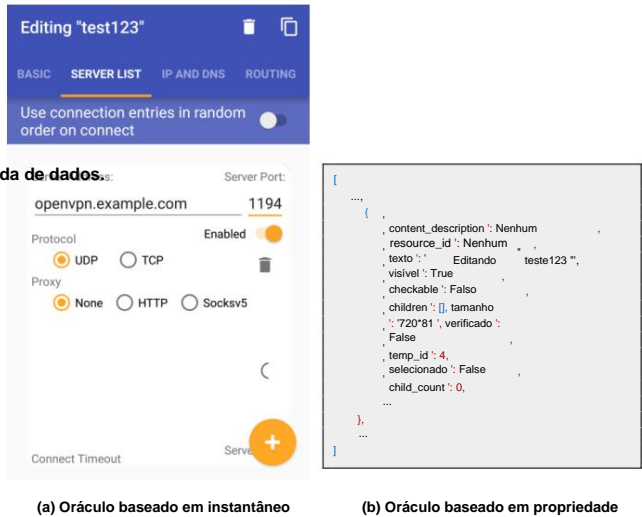 Editing "test123"
BASIC SERVER LIST IP AND DNS ROUTING
Use connection entries in random
order on connect
da de dados.
Server Port:
openvpn.example.com 1194
Protocol Enabled
UDP TCP
Proxy
None HTTP Socksv5
Connect Timeout Serve
(a) Oráculo baseado em instantâneo
[
...,
{ ,
, content_description ': Nenhum ,
, resource_id ': Nenhum " ,
, texto ': ' Editando teste123 "',
, visível ': True ,
, checkable ': Falso ,
, children ': [], tamanho
, ': '720*81 ', verificado ':
, False ,
, temp_id ': 4,
, selecionado ': False ,
child_count ': 0,
...
},
...
]
(b) Oráculo baseado em propriedade